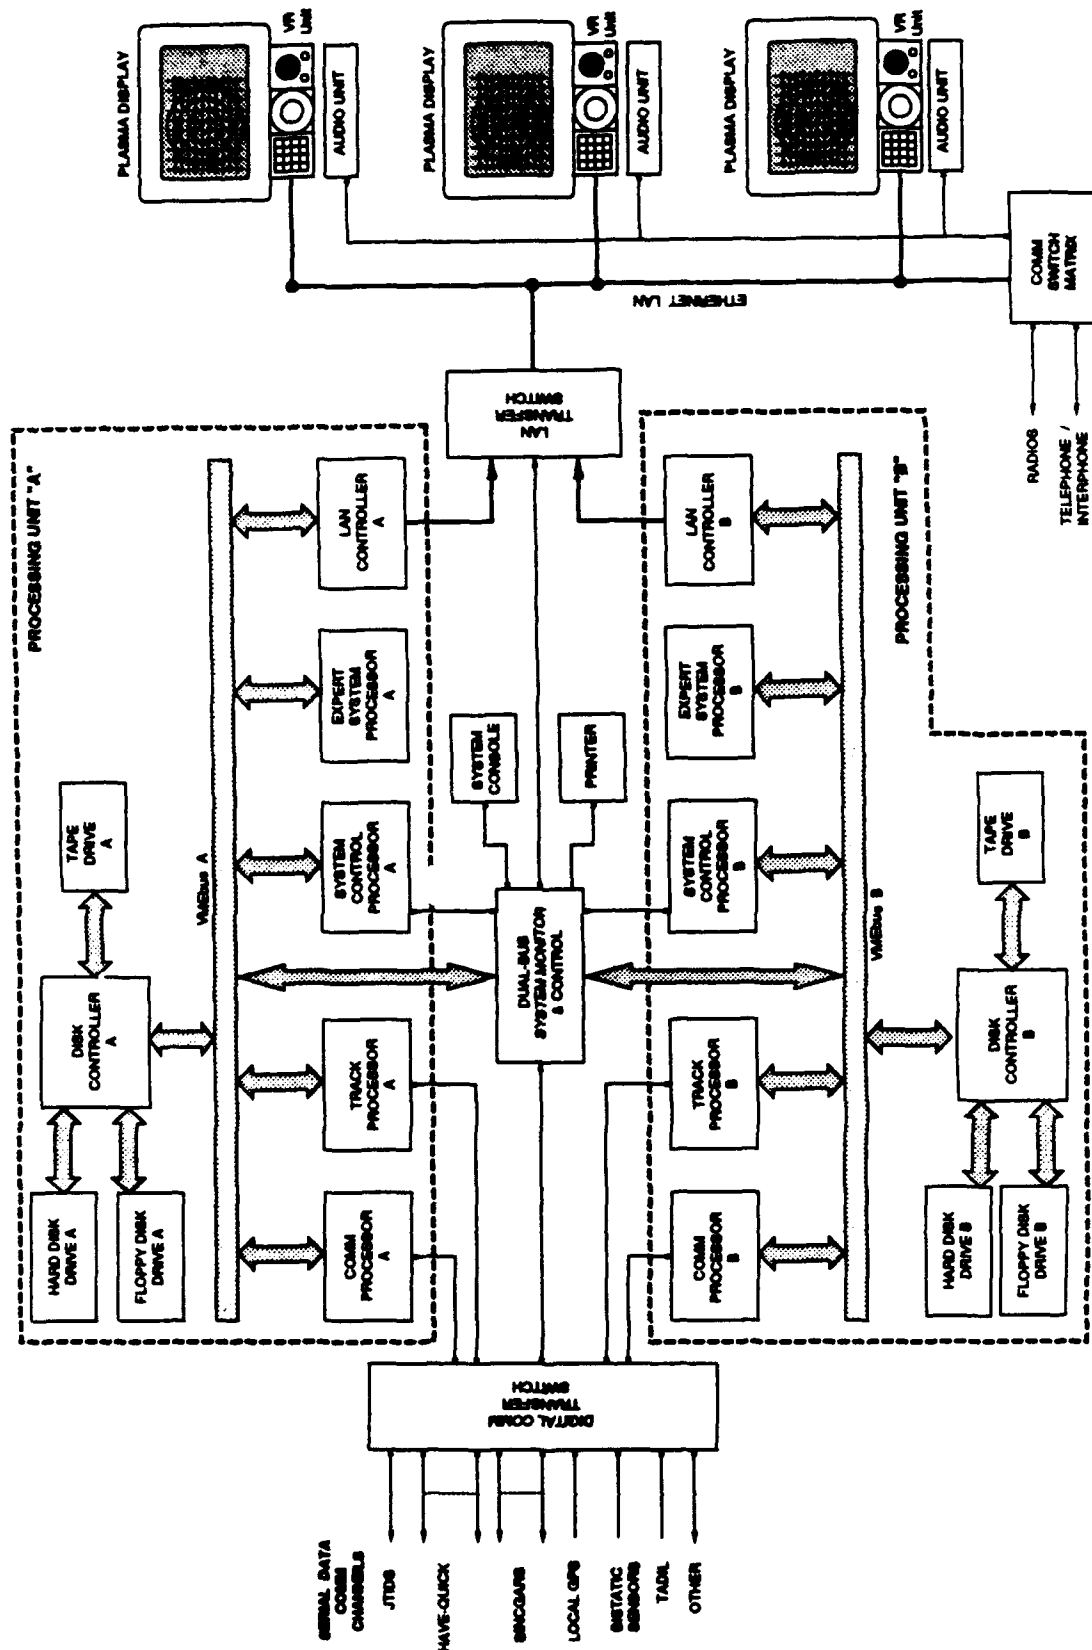 PROCESSING UNIT "A"
HARD DISK
DRIVE A
FLOPPY DISK
DRIVE A
DISK
CONTROLLER
A
TAPE
DRIVE
A
VMEbus A
COMM
PROCESSOR
A
TRACK
PROCESSOR
A
SYSTEM
CONTROL
PROCESSOR
A
EXPERT
SYSTEM
PROCESSOR
A
LAN
CONTROLLER
A
SERIAL DATA
COMM
CHANNELS
JTIDS
HAVE-QUICK
SINCGARS
LOCAL GPS
BISTATIC
SENSORS
TADIL
OTHER
DIGITAL COMM
TRANSFER
SWITCH
DUAL-BUS
SYSTEM MONITOR
& CONTROL
SYSTEM
CONSOLE
PRINTER
LAN
TRANSFER
SWITCH
ETHERNET LAN
PLASMA DISPLAY
VR
Unit
AUDIO UNIT
PLASMA DISPLAY
VR
Unit
AUDIO UNIT
PLASMA DISPLAY
VR
Unit
AUDIO UNIT
COMM
PROCESSOR
B
TRACK
PROCESSOR
B
SYSTEM
CONTROL
PROCESSOR
B
EXPERT
SYSTEM
PROCESSOR
B
LAN
CONTROLLER
B
VMEbus B
PROCESSING UNIT "B"
HARD DISK
DRIVE B
FLOPPY DISK
DRIVE B
DISK
CONTROLLER
B
TAPE
DRIVE
B
RADIOS
TELEPHONE /
INTERPHONE
COMM
SWITCH
MATRIX